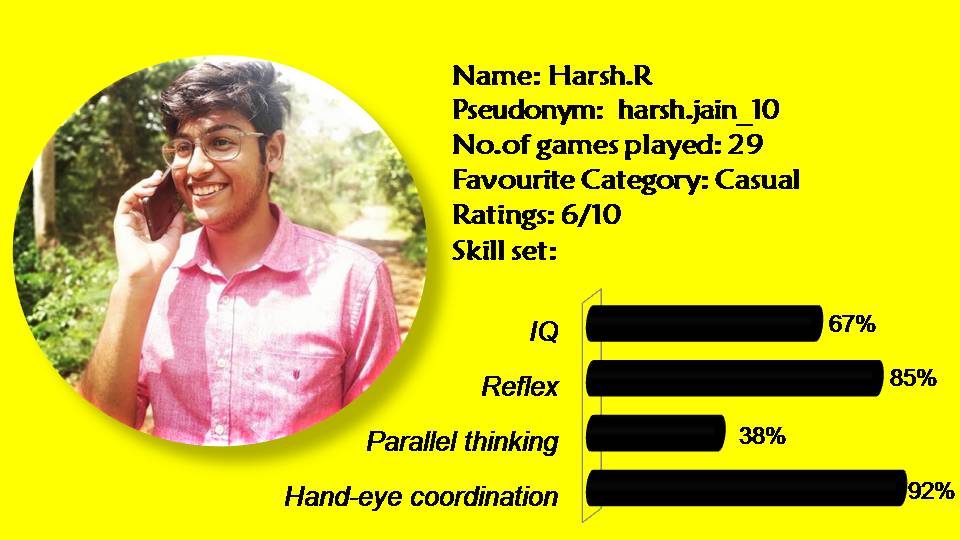 Name: Harsh.R
Pseudonym: harsh.jain_10
No.of games played: 29
Favourite Category: Casual
Ratings: 6/10
Skill set:
IQ 67%
Reflex 85%
Parallel thinking 38%
Hand-eye coordination 92%